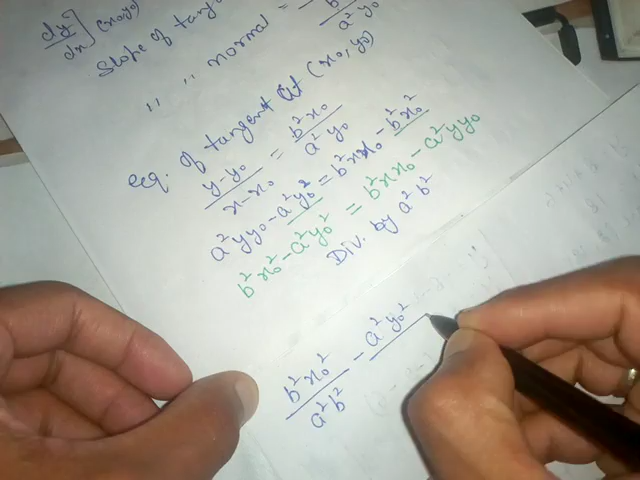 dy/dx](x₀,y₀)
Slope of tang
" " normal =
b²
a²y₀
eq. of tangent at (x₀, y₀)
y-y₀/x-x₀ = b²x₀/a²y₀
a²yy₀-a²y₀² = b²xx₀-b²x₀²
b²x₀²-a²y₀² = b²xx₀-a²yy₀
Div. by a²b²
b²x₀²/a²b² - a²y₀²